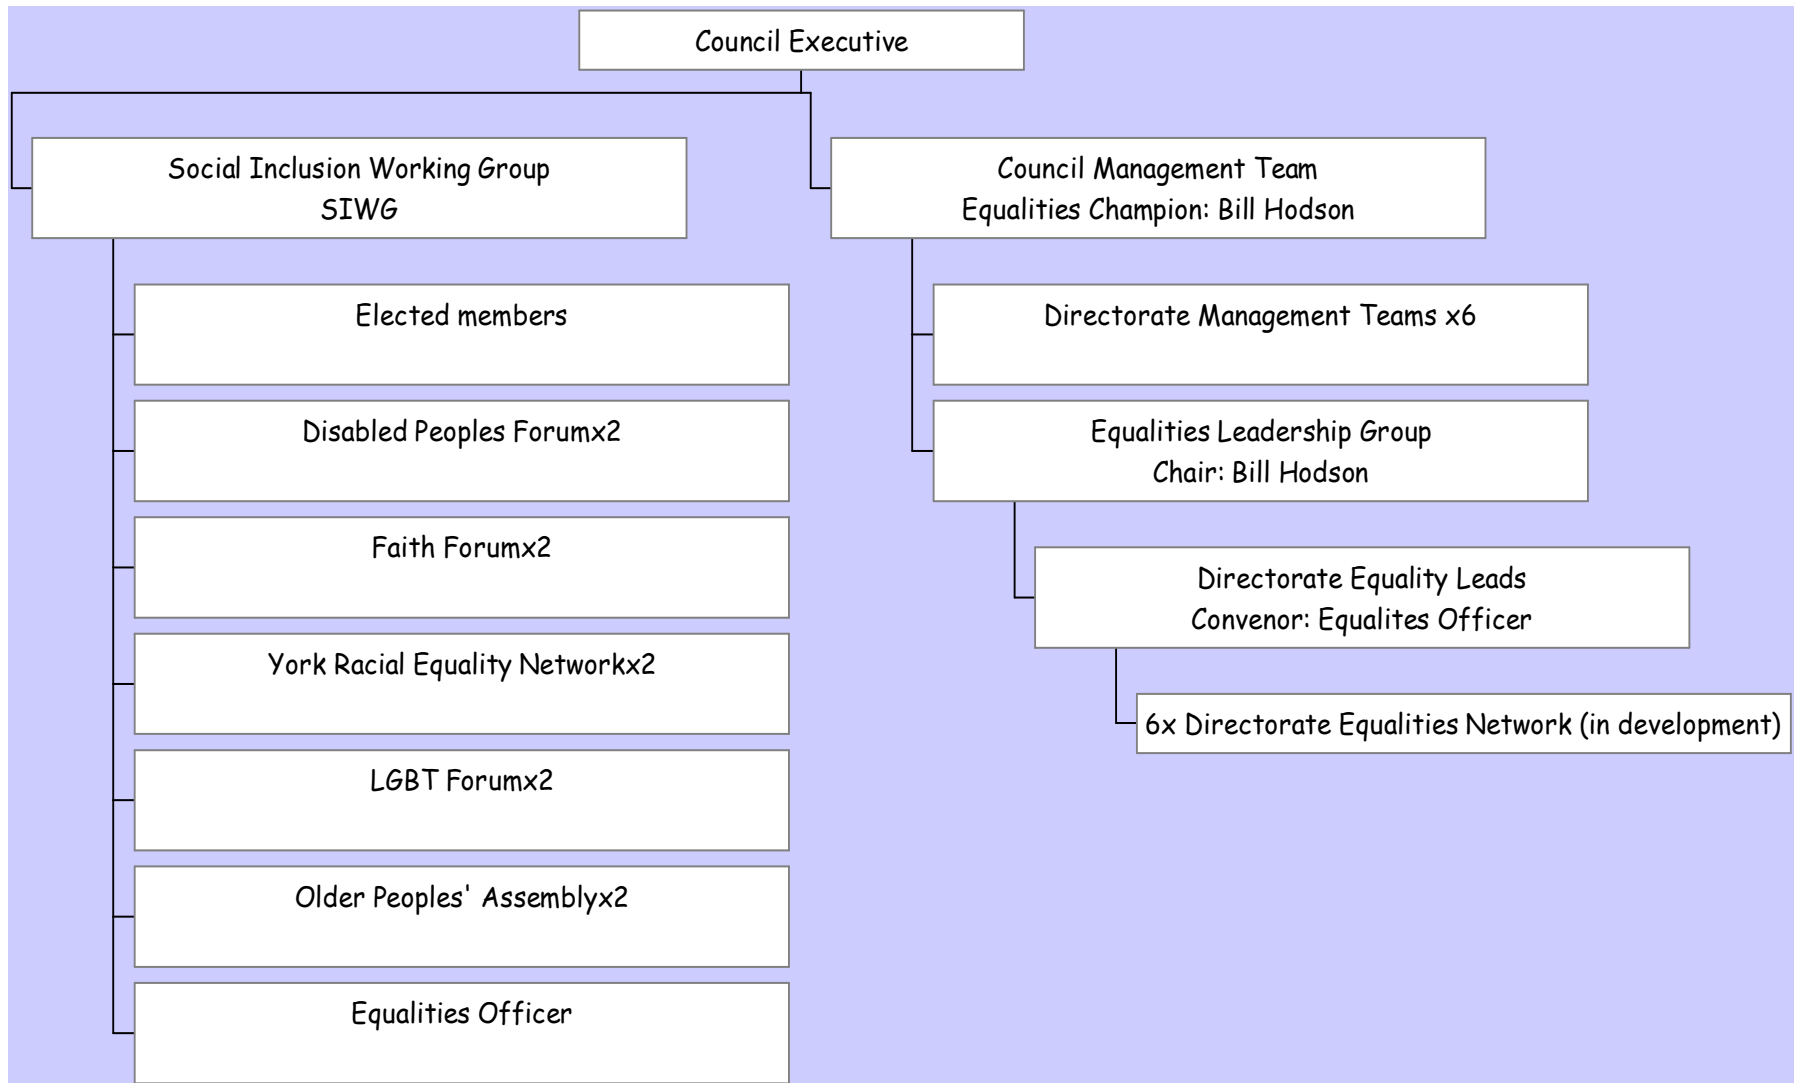 Council Executive
Social Inclusion Working Group
SIWG
Elected members
Disabled Peoples Forumx2
Faith Forumx2
York Racial Equality Networkx2
LGBT Forumx2
Older Peoples' Assemblyx2
Equalities Officer
Council Management Team
Equalities Champion: Bill Hodson
Directorate Management Teams x6
Equalities Leadership Group
Chair: Bill Hodson
Directorate Equality Leads
Convenor: Equalites Officer
6x Directorate Equalities Network (in development)